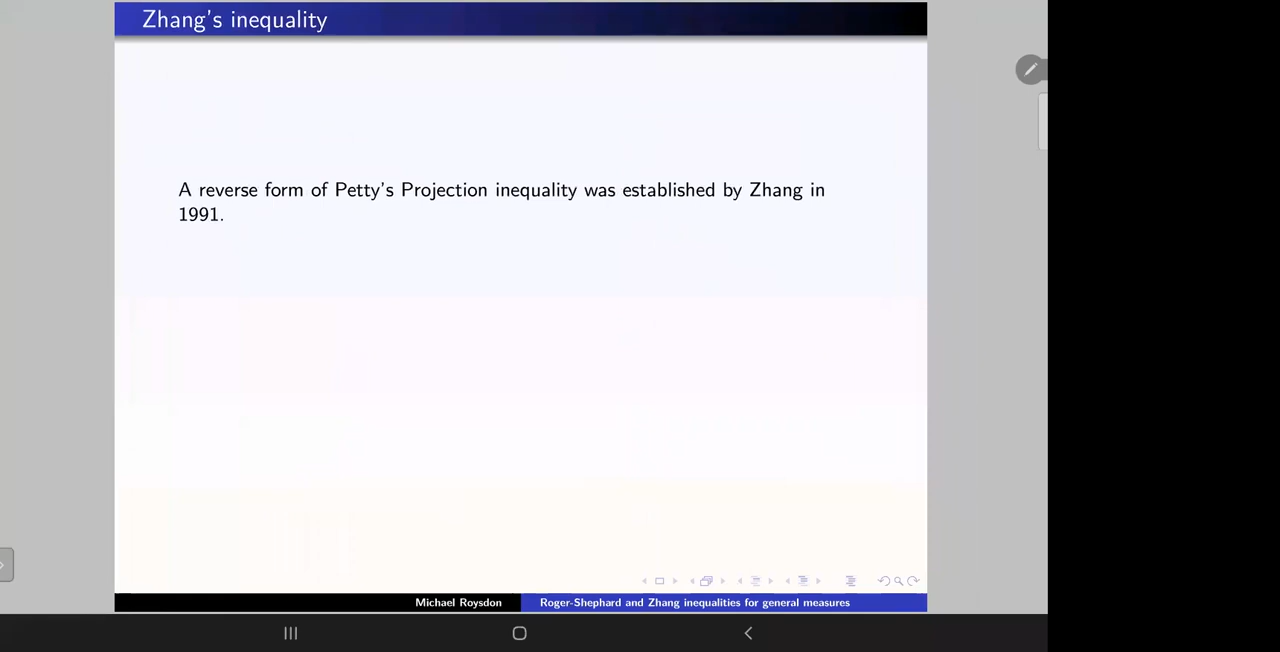 Zhang's inequality
A reverse form of Petty's Projection inequality was established by Zhang in
1991.
Michael Roysdon
Roger-Shephard and Zhang inequalities for general measures